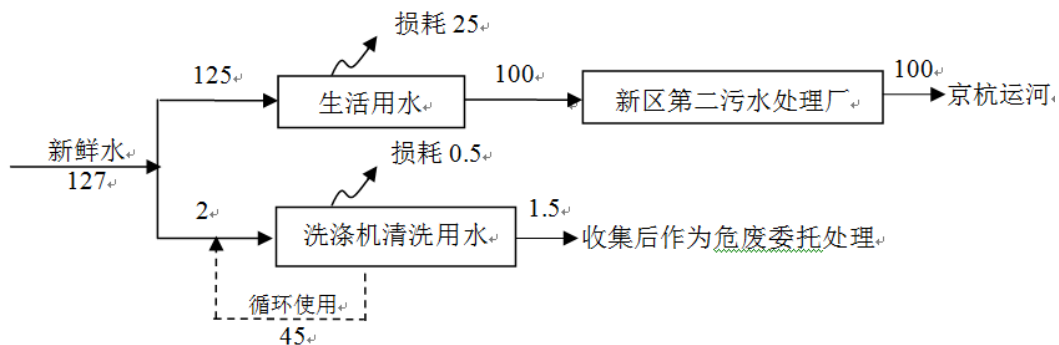 损耗 25
125
100
100
生活用水
新区第二污水处理厂
京杭运河
新鲜水
127
损耗 0.5
2
1.5
洗涤机清洗用水
收集后作为危废委托处理
循环使用
45